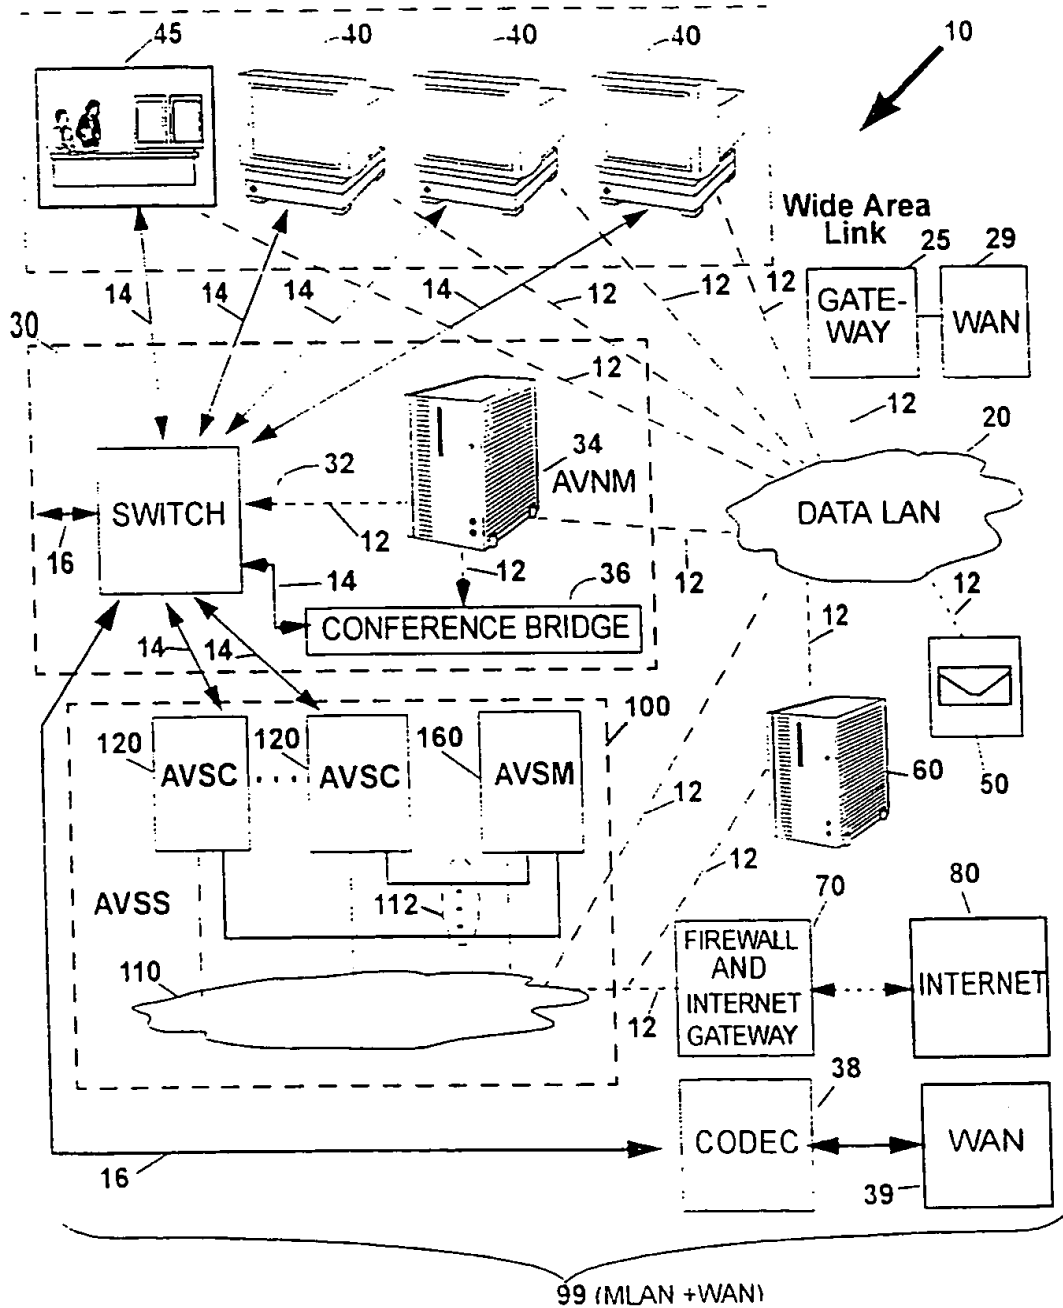 45
40
40
40
10
Wide Area
Link
25
29
GATE-
WAY
WAN
14
14
14
14
12
12
12
30
12
12
20
32
34
AVNM
SWITCH
DATA LAN
16
12
14
12
36
12
12
12
CONFERENCE BRIDGE
14
14
100
120
120
160
AVSC
....
AVSC
AVSM
60
50
12
12
AVSS
112
70
80
FIREWALL
AND
INTERNET
GATEWAY
INTERNET
110
12
38
CODEC
WAN
16
39
99 (MLAN +WAN)